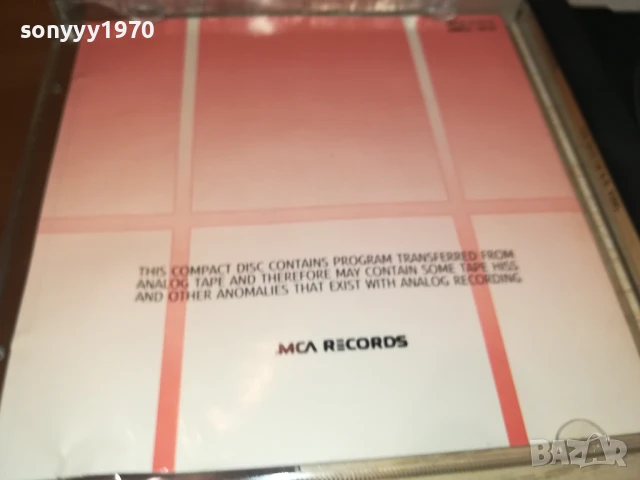 sonyyy1970
THIS COMPACT DISC CONTAINS PROGRAM TRANSFERRED FROM
ANALOG TAPE AND THEREFORE MAY CONTAIN SOME TAPE HISS
AND OTHER ANOMALIES THAT EXIST WITH ANALOG RECORDING
MCA RECORDS
BAZAR